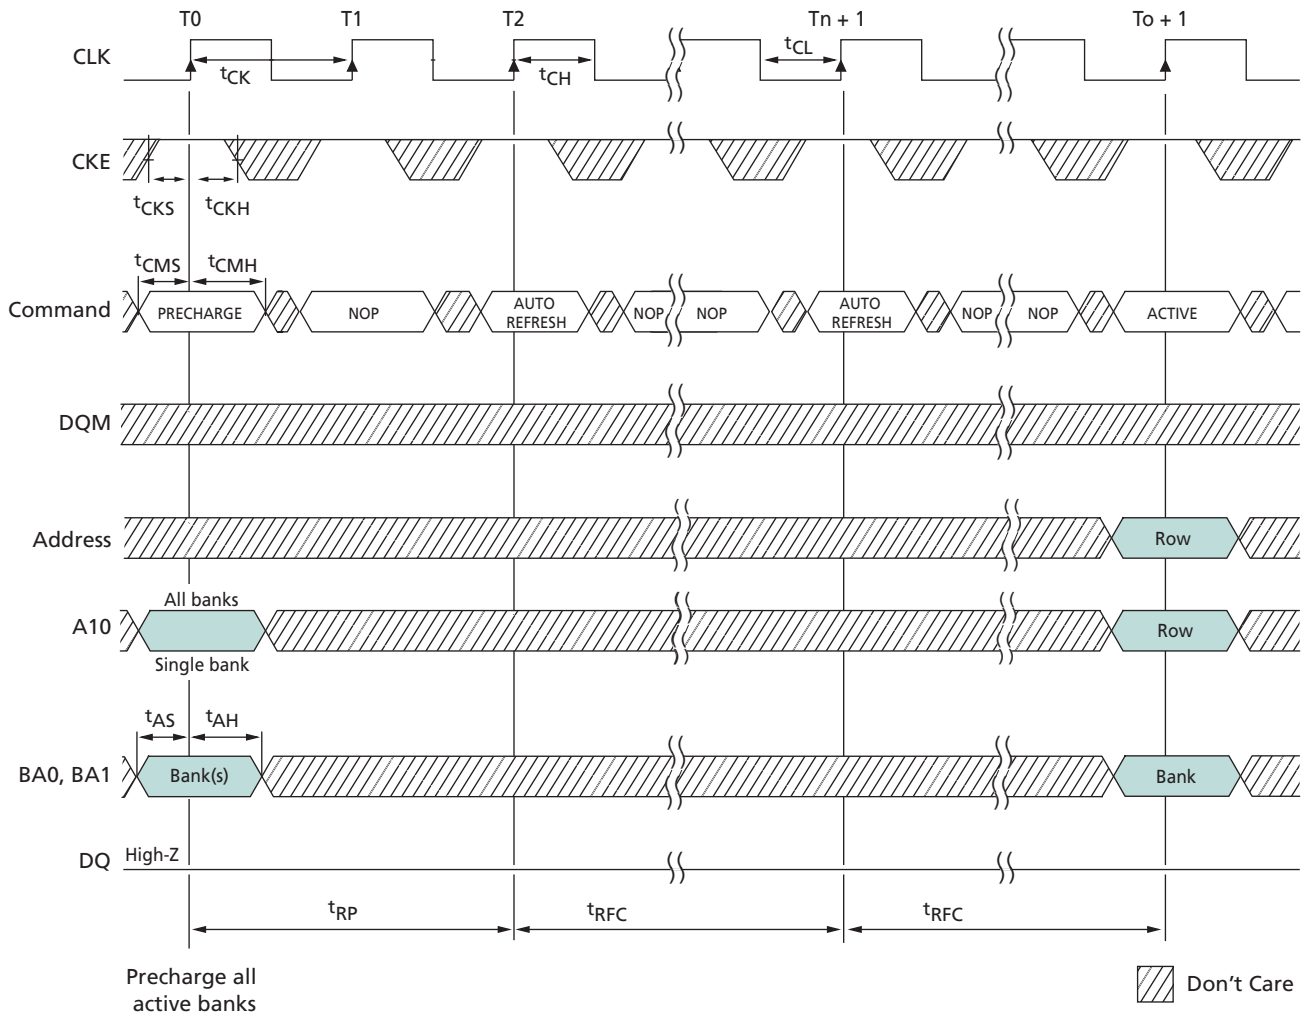 T0 T1 T2 Tn + 1 To + 1
CLK
tCK tCH tCL
CKE
tCKS tCKH
tCMS tCMH
Command PRECHARGE NOP AUTO REFRESH NOP NOP AUTO REFRESH NOP NOP ACTIVE
DQM
Address Row
All banks
A10 Row
Single bank
tAS tAH
BA0, BA1 Bank(s) Bank
DQ High-Z
tRP tRFC tRFC
Precharge all
active banks
Don't Care